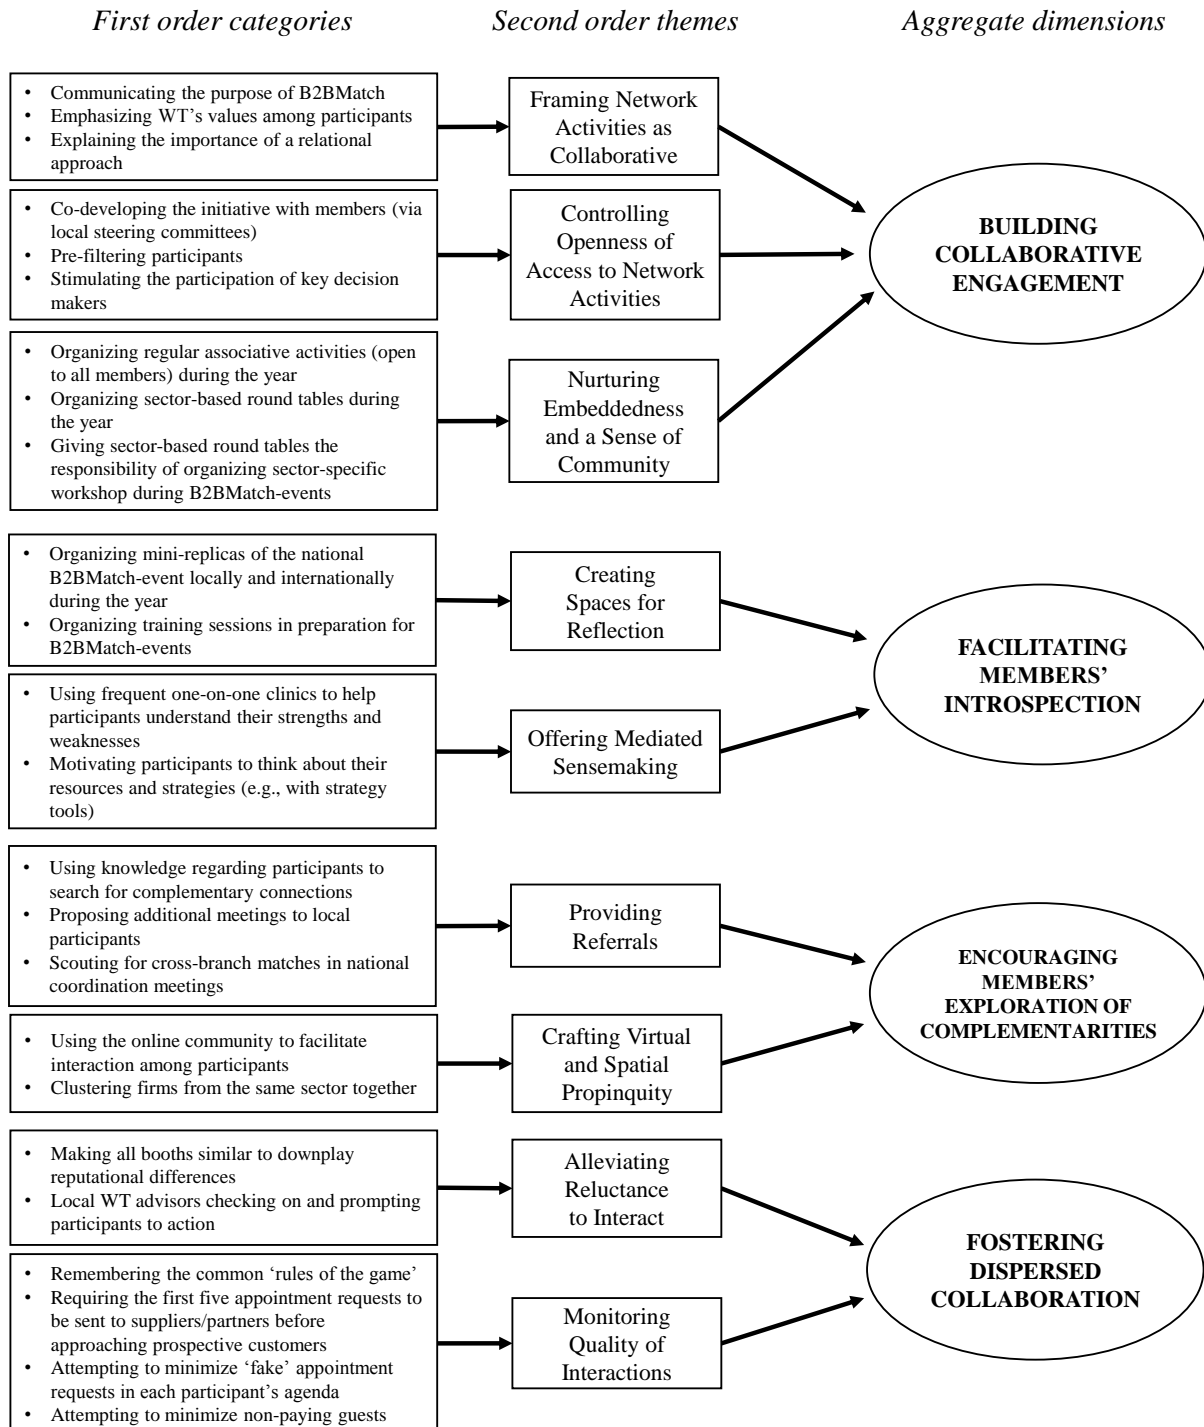 First order categories
Second order themes
Aggregate dimensions
• Communicating the purpose of B2BMatch
• Emphasizing WT’s values among participants
• Explaining the importance of a relational
approach
Framing Network
Activities as
Collaborative
• Co-developing the initiative with members (via
local steering committees)
• Pre-filtering participants
• Stimulating the participation of key decision
makers
Controlling
Openness of
Access to Network
Activities
• Organizing regular associative activities (open
to all members) during the year
• Organizing sector-based round tables during
the year
• Giving sector-based round tables the
responsibility of organizing sector-specific
workshop during B2BMatch-events
Nurturing
Embeddedness
and a Sense of
Community
BUILDING
COLLABORATIVE
ENGAGEMENT
• Organizing mini-replicas of the national
B2BMatch-event locally and internationally
during the year
• Organizing training sessions in preparation for
B2BMatch-events
Creating
Spaces for
Reflection
• Using frequent one-on-one clinics to help
participants understand their strengths and
weaknesses
• Motivating participants to think about their
resources and strategies (e.g., with strategy
tools)
Offering Mediated
Sensemaking
FACILITATING
MEMBERS’
INTROSPECTION
• Using knowledge regarding participants to
search for complementary connections
• Proposing additional meetings to local
participants
• Scouting for cross-branch matches in national
coordination meetings
Providing
Referrals
• Using the online community to facilitate
interaction among participants
• Clustering firms from the same sector together
Crafting Virtual
and Spatial
Propinquity
ENCOURAGING
MEMBERS’
EXPLORATION OF
COMPLEMENTARITIES
• Making all booths similar to downplay
reputational differences
• Local WT advisors checking on and prompting
participants to action
Alleviating
Reluctance
to Interact
• Remembering the common ‘rules of the game’
• Requiring the first five appointment requests to
be sent to suppliers/partners before
approaching prospective customers
• Attempting to minimize ‘fake’ appointment
requests in each participant’s agenda
• Attempting to minimize non-paying guests
Monitoring
Quality of
Interactions
FOSTERING
DISPERSED
COLLABORATION